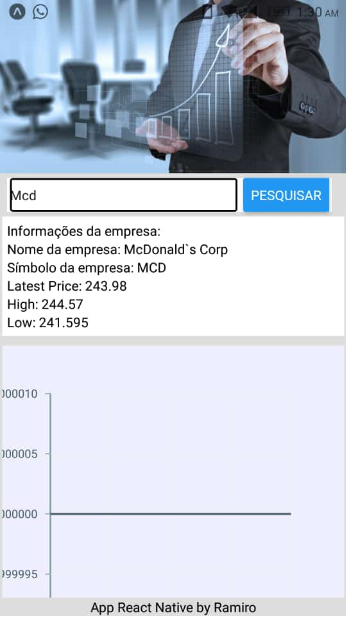 1:30 AM
Mcd
PESQUISAR
Informações da empresa:
Nome da empresa: McDonald`s Corp
Símbolo da empresa: MCD
Latest Price: 243.98
High: 244.57
Low: 241.595
000010
000005
000000
999995
App React Native by Ramiro